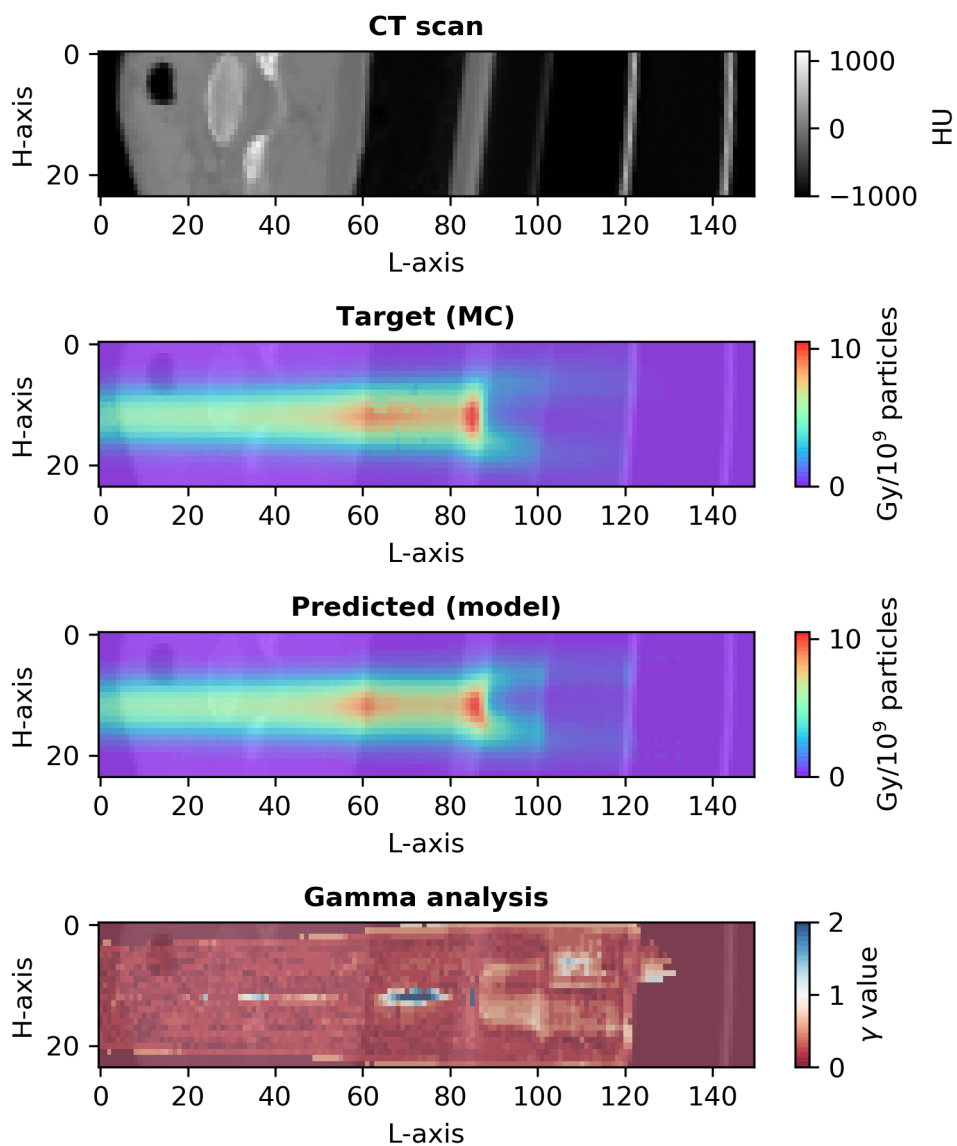 CT scan
0
20
H-axis
0 20 40 60 80 100 120 140
L-axis
1000
0
−1000
HU
Target (MC)
0
20
H-axis
0 20 40 60 80 100 120 140
L-axis
10
0
Gy/10⁹ particles
Predicted (model)
0
20
H-axis
0 20 40 60 80 100 120 140
L-axis
10
0
Gy/10⁹ particles
Gamma analysis
0
20
H-axis
0 20 40 60 80 100 120 140
L-axis
2
1
0
γ value